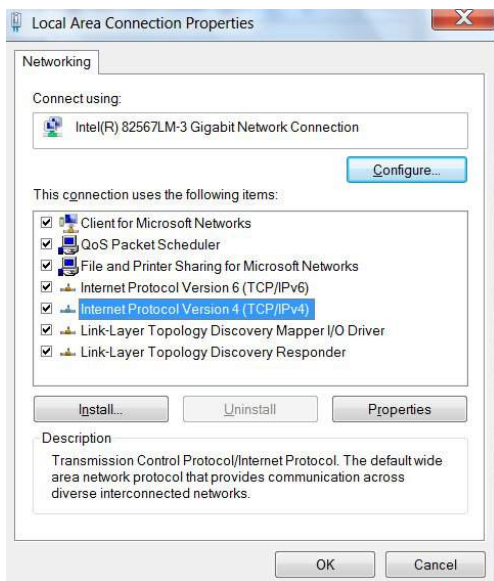 Local Area Connection Properties
Networking
Connect using:
Intel(R) 82567LM-3 Gigabit Network Connection
Configure...
This connection uses the following items:
Client for Microsoft Networks
QoS Packet Scheduler
File and Printer Sharing for Microsoft Networks
Internet Protocol Version 6 (TCP/IPv6)
Internet Protocol Version 4 (TCP/IPv4)
Link-Layer Topology Discovery Mapper I/O Driver
Link-Layer Topology Discovery Responder
Install... Uninstall Properties
Description
Transmission Control Protocol/Internet Protocol. The default wide
area network protocol that provides communication across
diverse interconnected networks.
OK Cancel